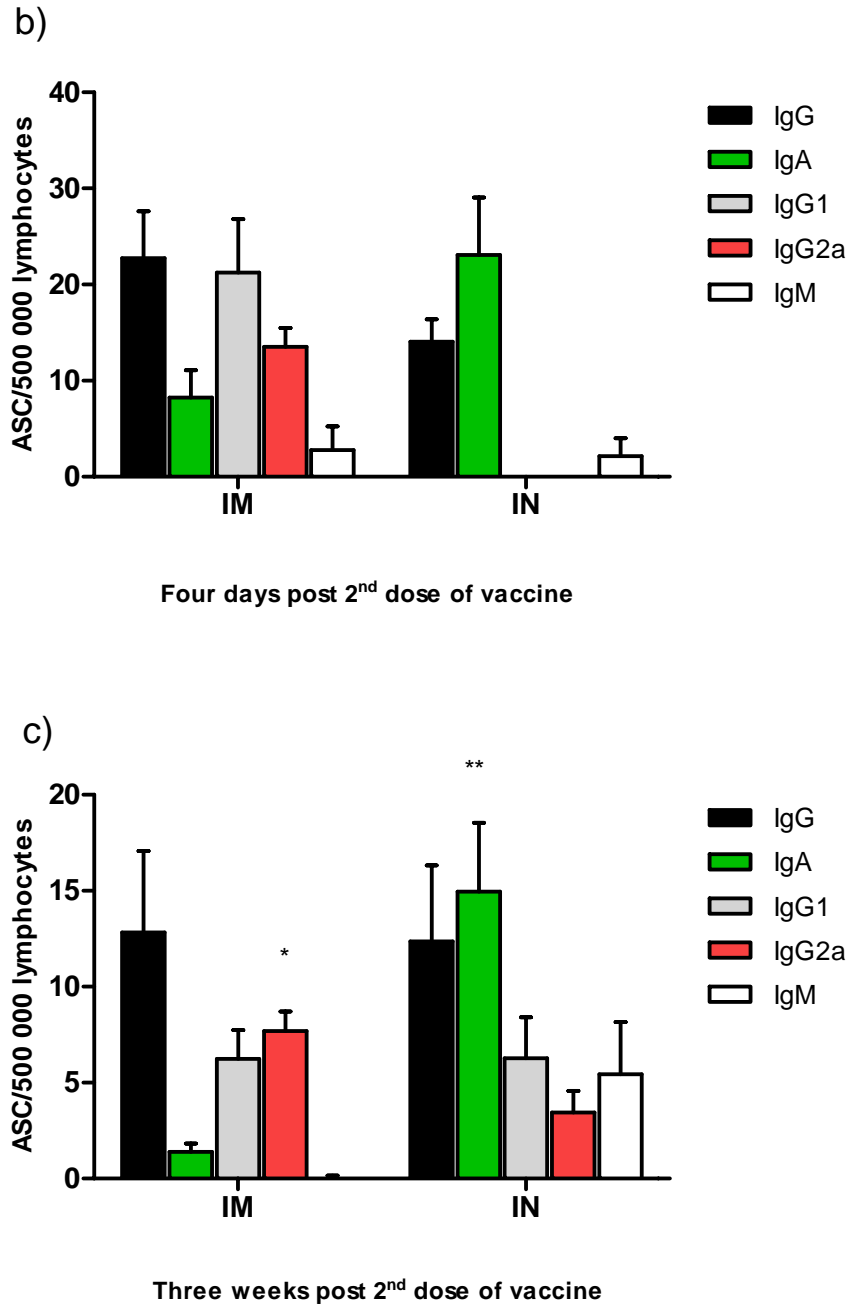 b)
40
30
20
10
0
ASC/500 000 lymphocytes
IM
IN
IgG
IgA
IgG1
IgG2a
IgM
Four days post 2nd dose of vaccine
c)
20
15
10
5
0
ASC/500 000 lymphocytes
*
**
IM
IN
IgG
IgA
IgG1
IgG2a
IgM
Three weeks post 2nd dose of vaccine